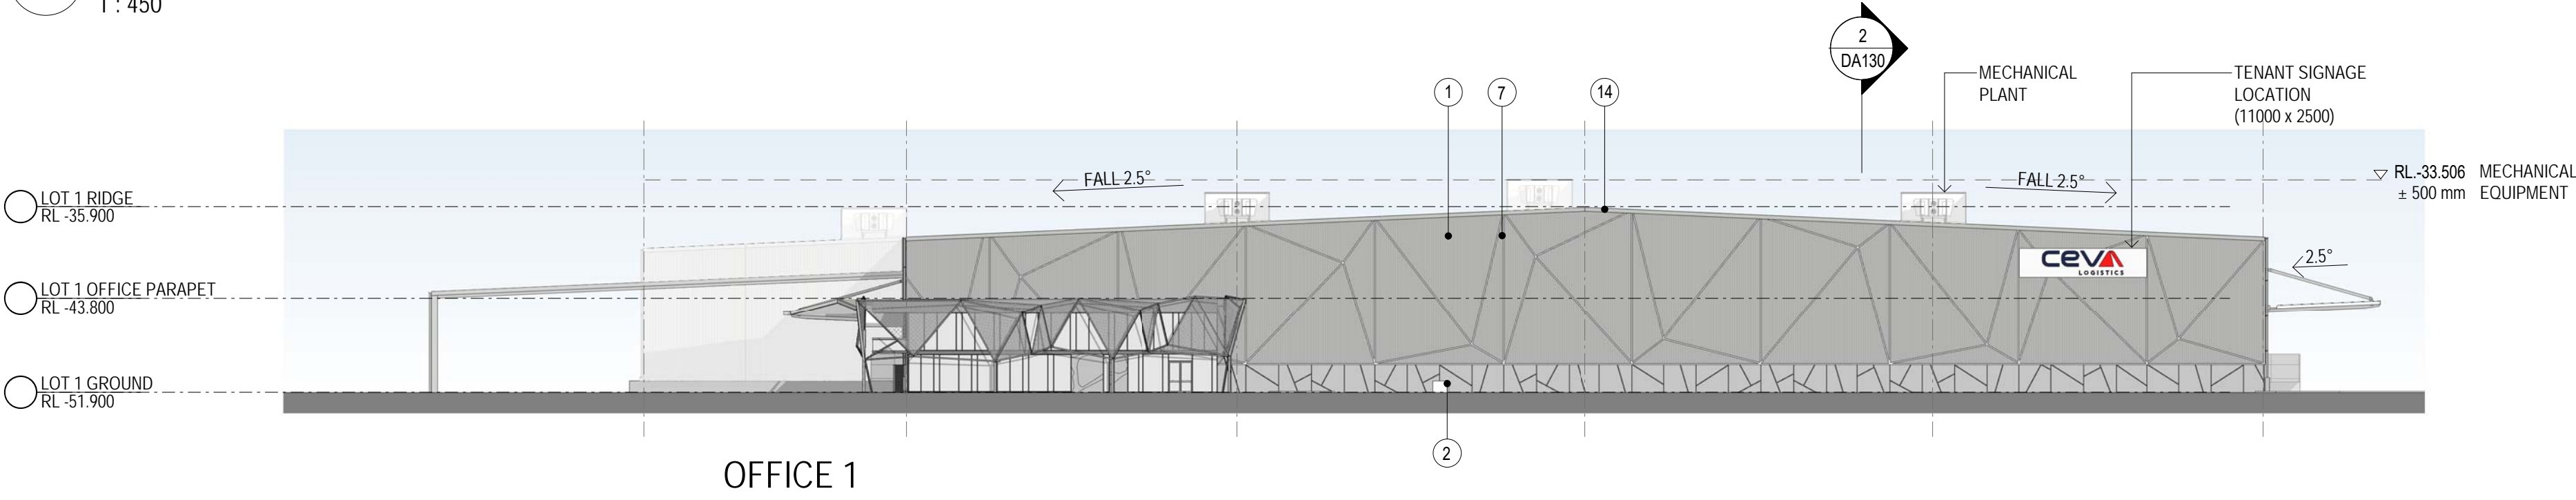 1 : 450
2
DA130
MECHANICAL
PLANT
TENANT SIGNAGE
LOCATION
(11000 x 2500)
1
7
14
FALL 2.5°
FALL 2.5°
RL.-33.506 MECHANICAL
± 500 mm EQUIPMENT
LOT 1 RIDGE
RL -35.900
CEVA
LOGISTICS
2.5°
LOT 1 OFFICE PARAPET
RL -43.800
LOT 1 GROUND
RL -51.900
2
OFFICE 1